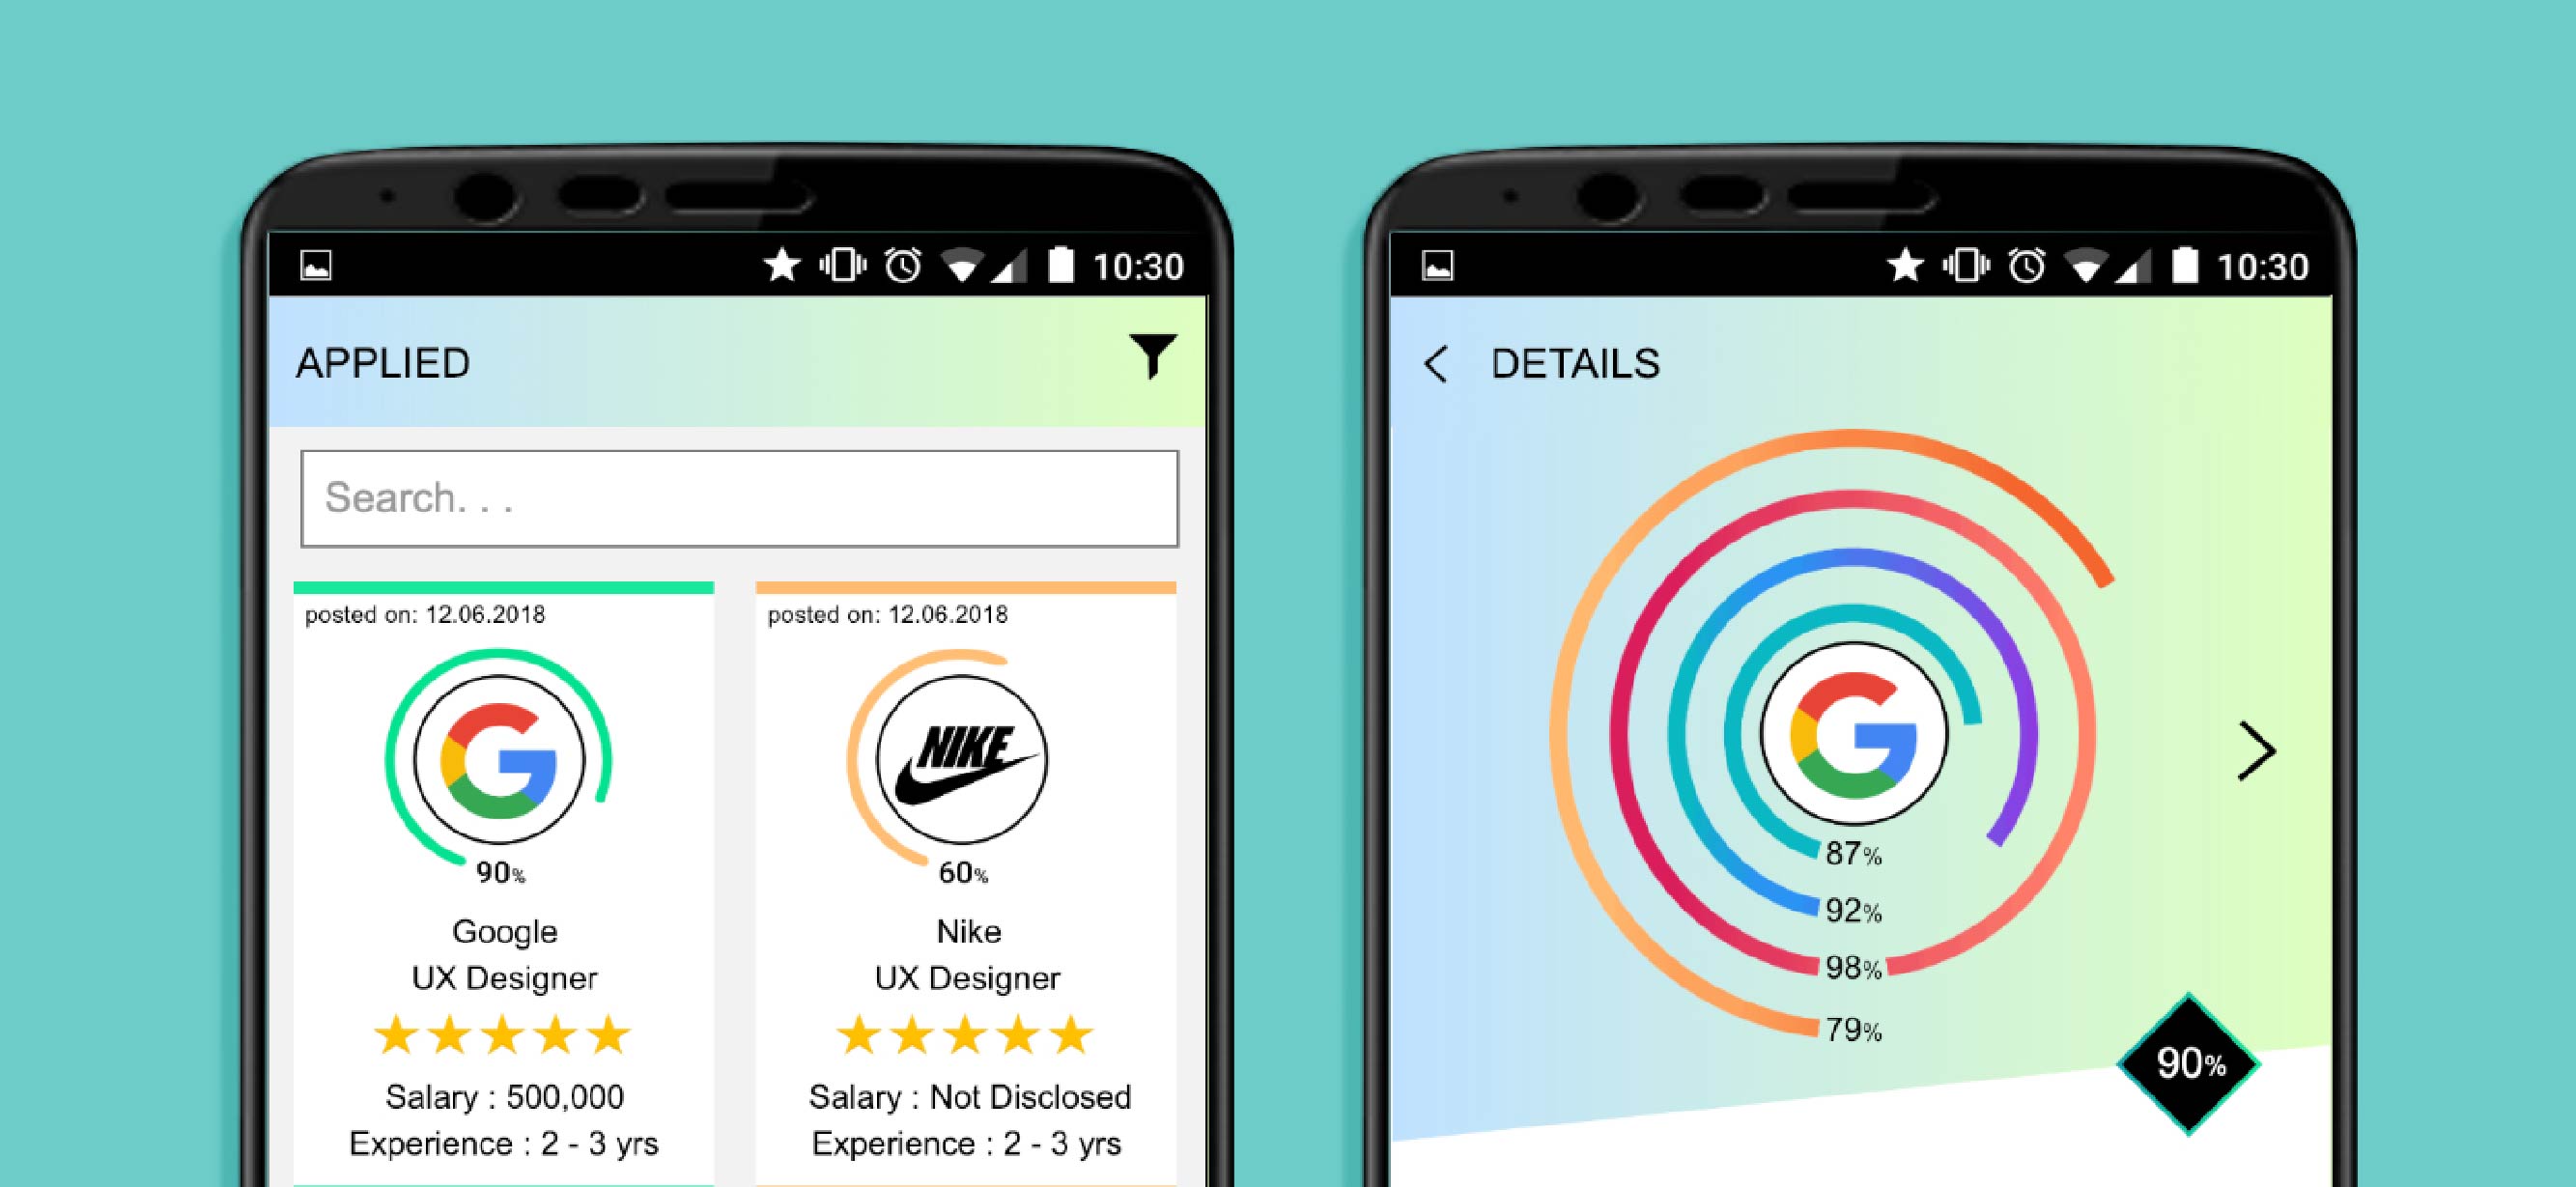 10:30
APPLIED
Search. . .
posted on: 12.06.2018
90%
Google
UX Designer
Salary : 500,000
Experience : 2 - 3 yrs
posted on: 12.06.2018
NIKE
60%
Nike
UX Designer
Salary : Not Disclosed
Experience : 2 - 3 yrs
10:30
DETAILS
G
87%
92%
98%
79%
90%